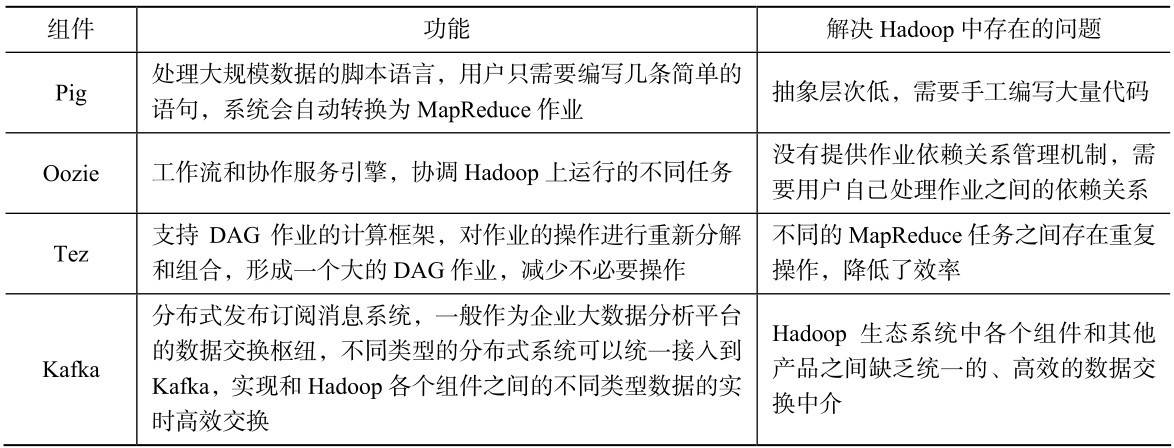 组件 功能 解决 Hadoop 中存在的问题
Pig
处理大规模数据的脚本语言，用户只需要编写几条简单的
语句，系统会自动转换为 MapReduce 作业
抽象层次低，需要手工编写大量代码
Oozie
工作流和协作服务引擎，协调 Hadoop 上运行的不同任务
没有提供作业依赖关系管理机制，需
要用户自己处理作业之间的依赖关系
Tez
支持 DAG 作业的计算框架，对作业的操作进行重新分解
和组合，形成一个大的 DAG 作业，减少不必要操作
不同的 MapReduce 任务之间存在重复
操作，降低了效率
Kafka
分布式发布订阅消息系统，一般作为企业大数据分析平台
的数据交换枢纽，不同类型的分布式系统可以统一接入到
Kafka，实现和 Hadoop 各个组件之间的不同类型数据的实
时高效交换
Hadoop 生态系统中各个组件和其他
产品之间缺乏统一的、高效的数据交
换中介